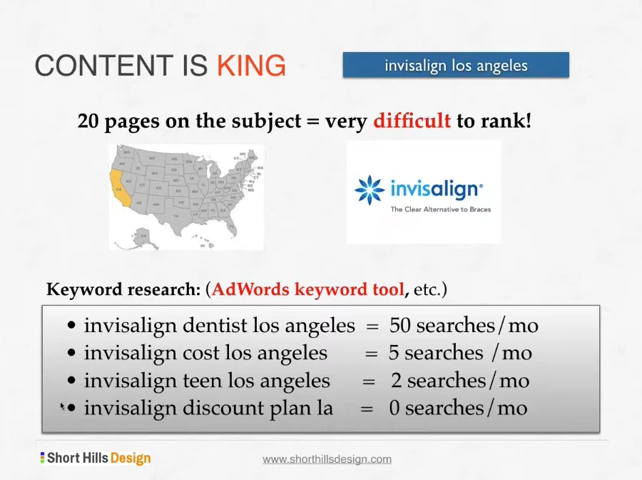 CONTENT IS KING
invisalign los angeles
20 pages on the subject = very difficult to rank!
invisalign
The Clear Alternative to Braces
Keyword research: (AdWords keyword tool, etc.)
• invisalign dentist los angeles = 50 searches/mo
• invisalign cost los angeles = 5 searches /mo
• invisalign teen los angeles = 2 searches/mo
• invisalign discount plan la = 0 searches/mo
Short Hills Design
www.shorthillsdesign.com